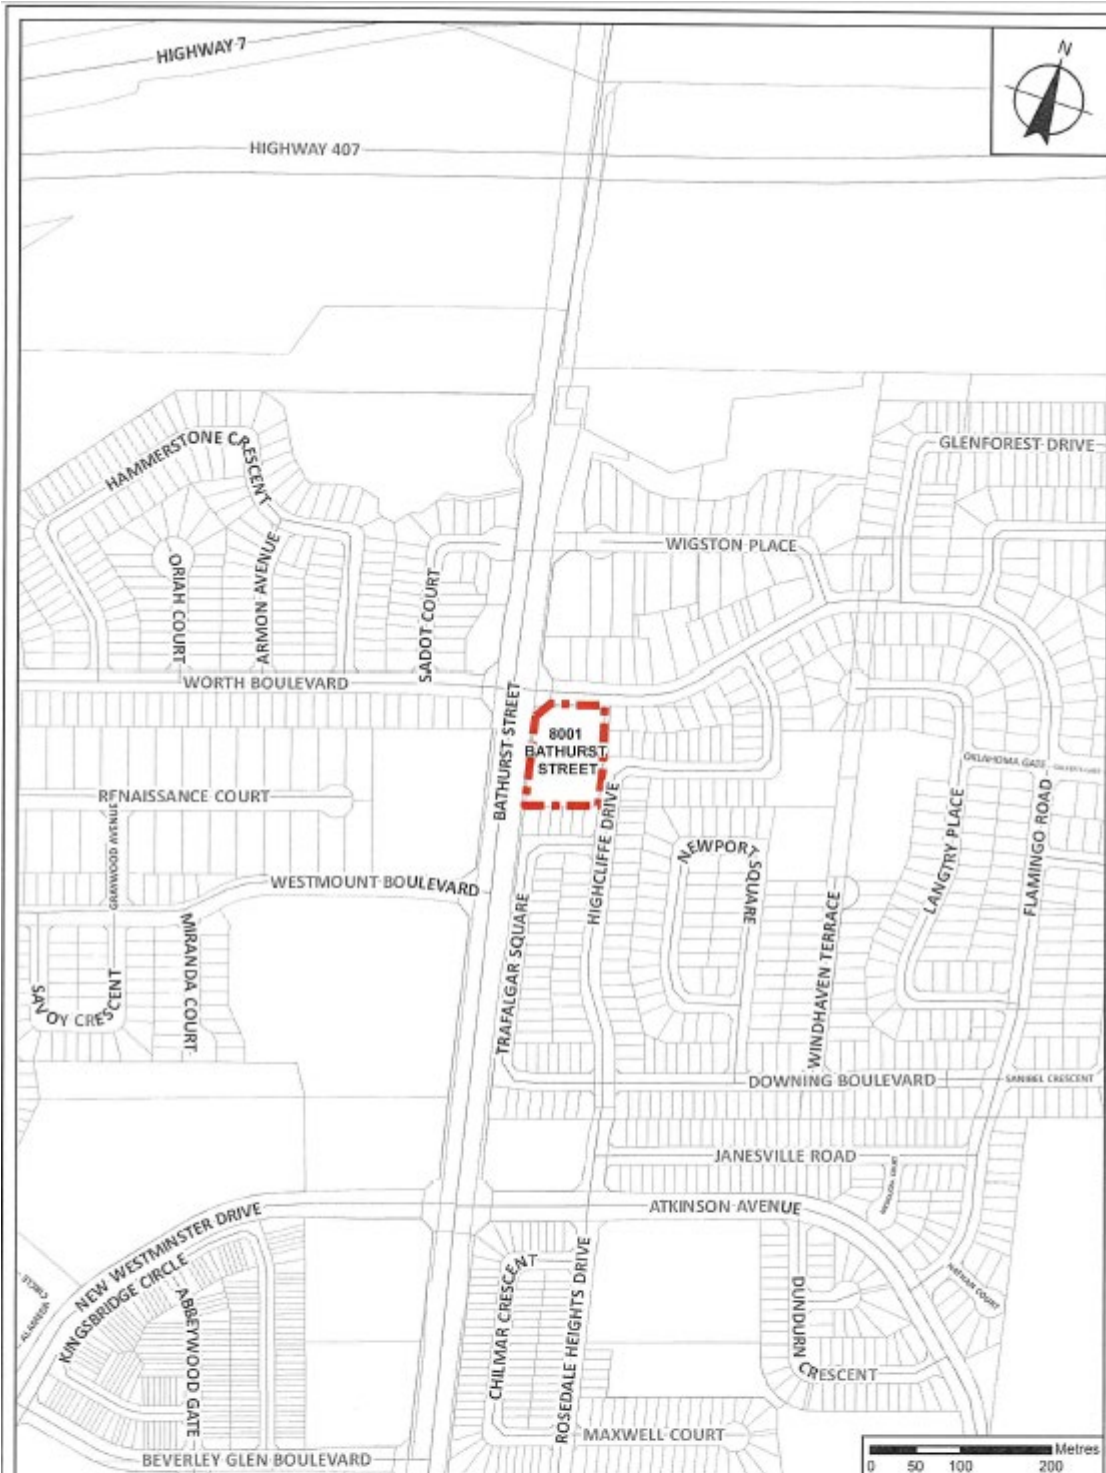 HIGHWAY 7
N
HIGHWAY 407
GLENFOREST DRIVE
HAMMERSTONE CRESCENT
WIGSTON PLACE
ORIAH COURT
ARMON AVENUE
SADOT COURT
WORTH BOULEVARD
BATHURST STREET
8001
BATHURST
STREET
OKLAHOMA GATE
RENAISSANCE COURT
GRAYWOOD AVENUE
HIGHCLIFFE DRIVE
NEWPORT SQUARE
LANGTRY PLACE
FLAMINGO ROAD
WESTMOUNT BOULEVARD
TRAFALGAR SQUARE
WINDHAVEN TERRACE
MIRANDA COURT
SAVOY CRESCENT
DOWNING BOULEVARD
SANIBEL CRESCENT
JANESVILLE ROAD
ATKINSON AVENUE
NEW WESTMINSTER DRIVE
KINGSBRIDGE CIRCLE
ALAMEDA CIRCLE
ABBEYWOOD GATE
CHILMAR CRESCENT
ROSEDALE HEIGHTS DRIVE
NATHAN COURT
DUNDURN CRESCENT
MAXWELL COURT
BEVERLEY GLEN BOULEVARD
Metres
0 50 100 200